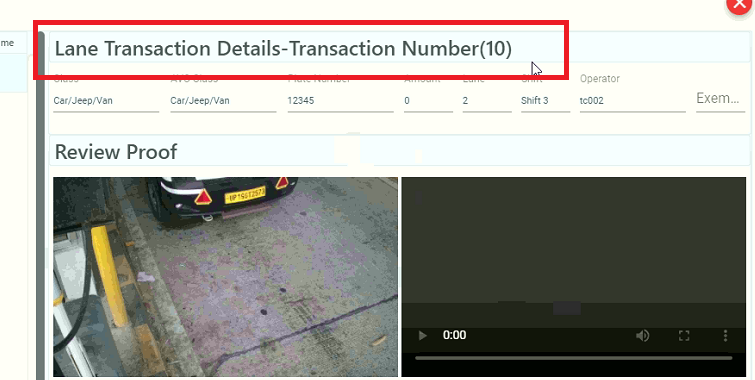 me
Lane Transaction Details-Transaction Number(10)
Class AVC Class Plate Number Amount Lane Shift Operator
Car/Jeep/Van Car/Jeep/Van 12345 0 2 Shift 3 tc002 Exem...
Review Proof
0:00